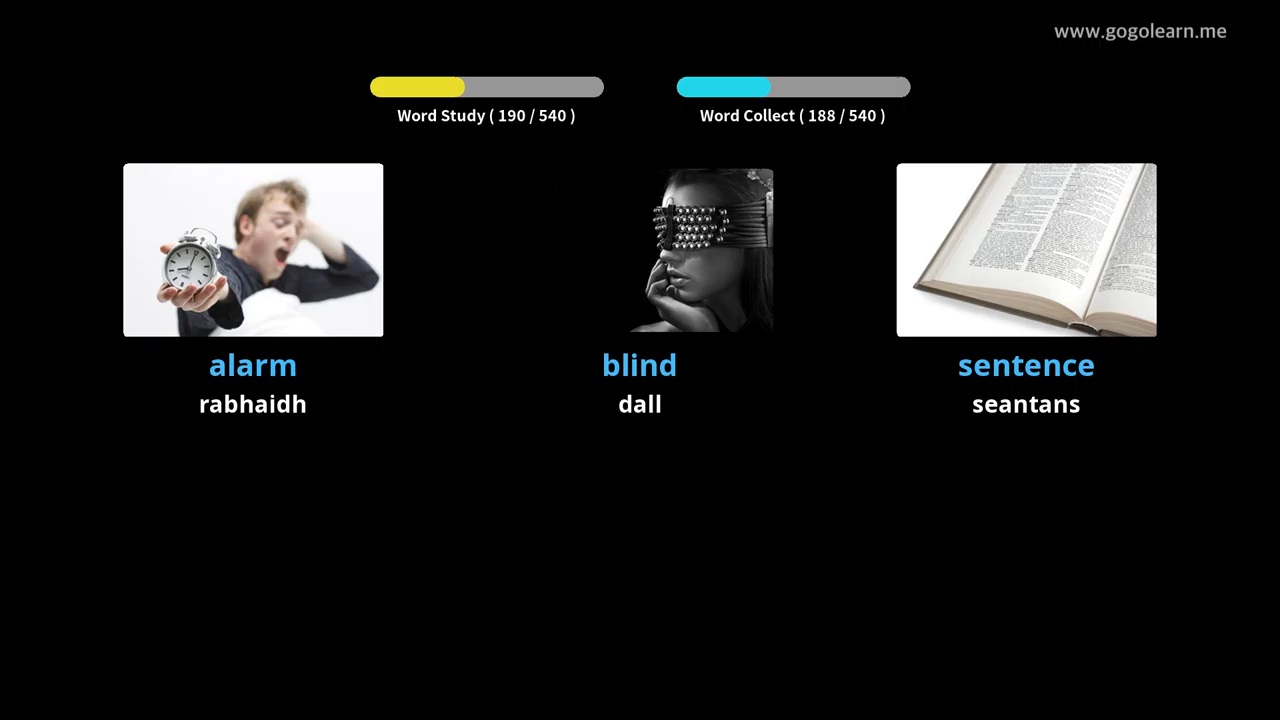 www.gogolearn.me
Word Study ( 190 / 540 )
Word Collect ( 188 / 540 )
alarm
blind
sentence
rabhaidh
dall
seantans